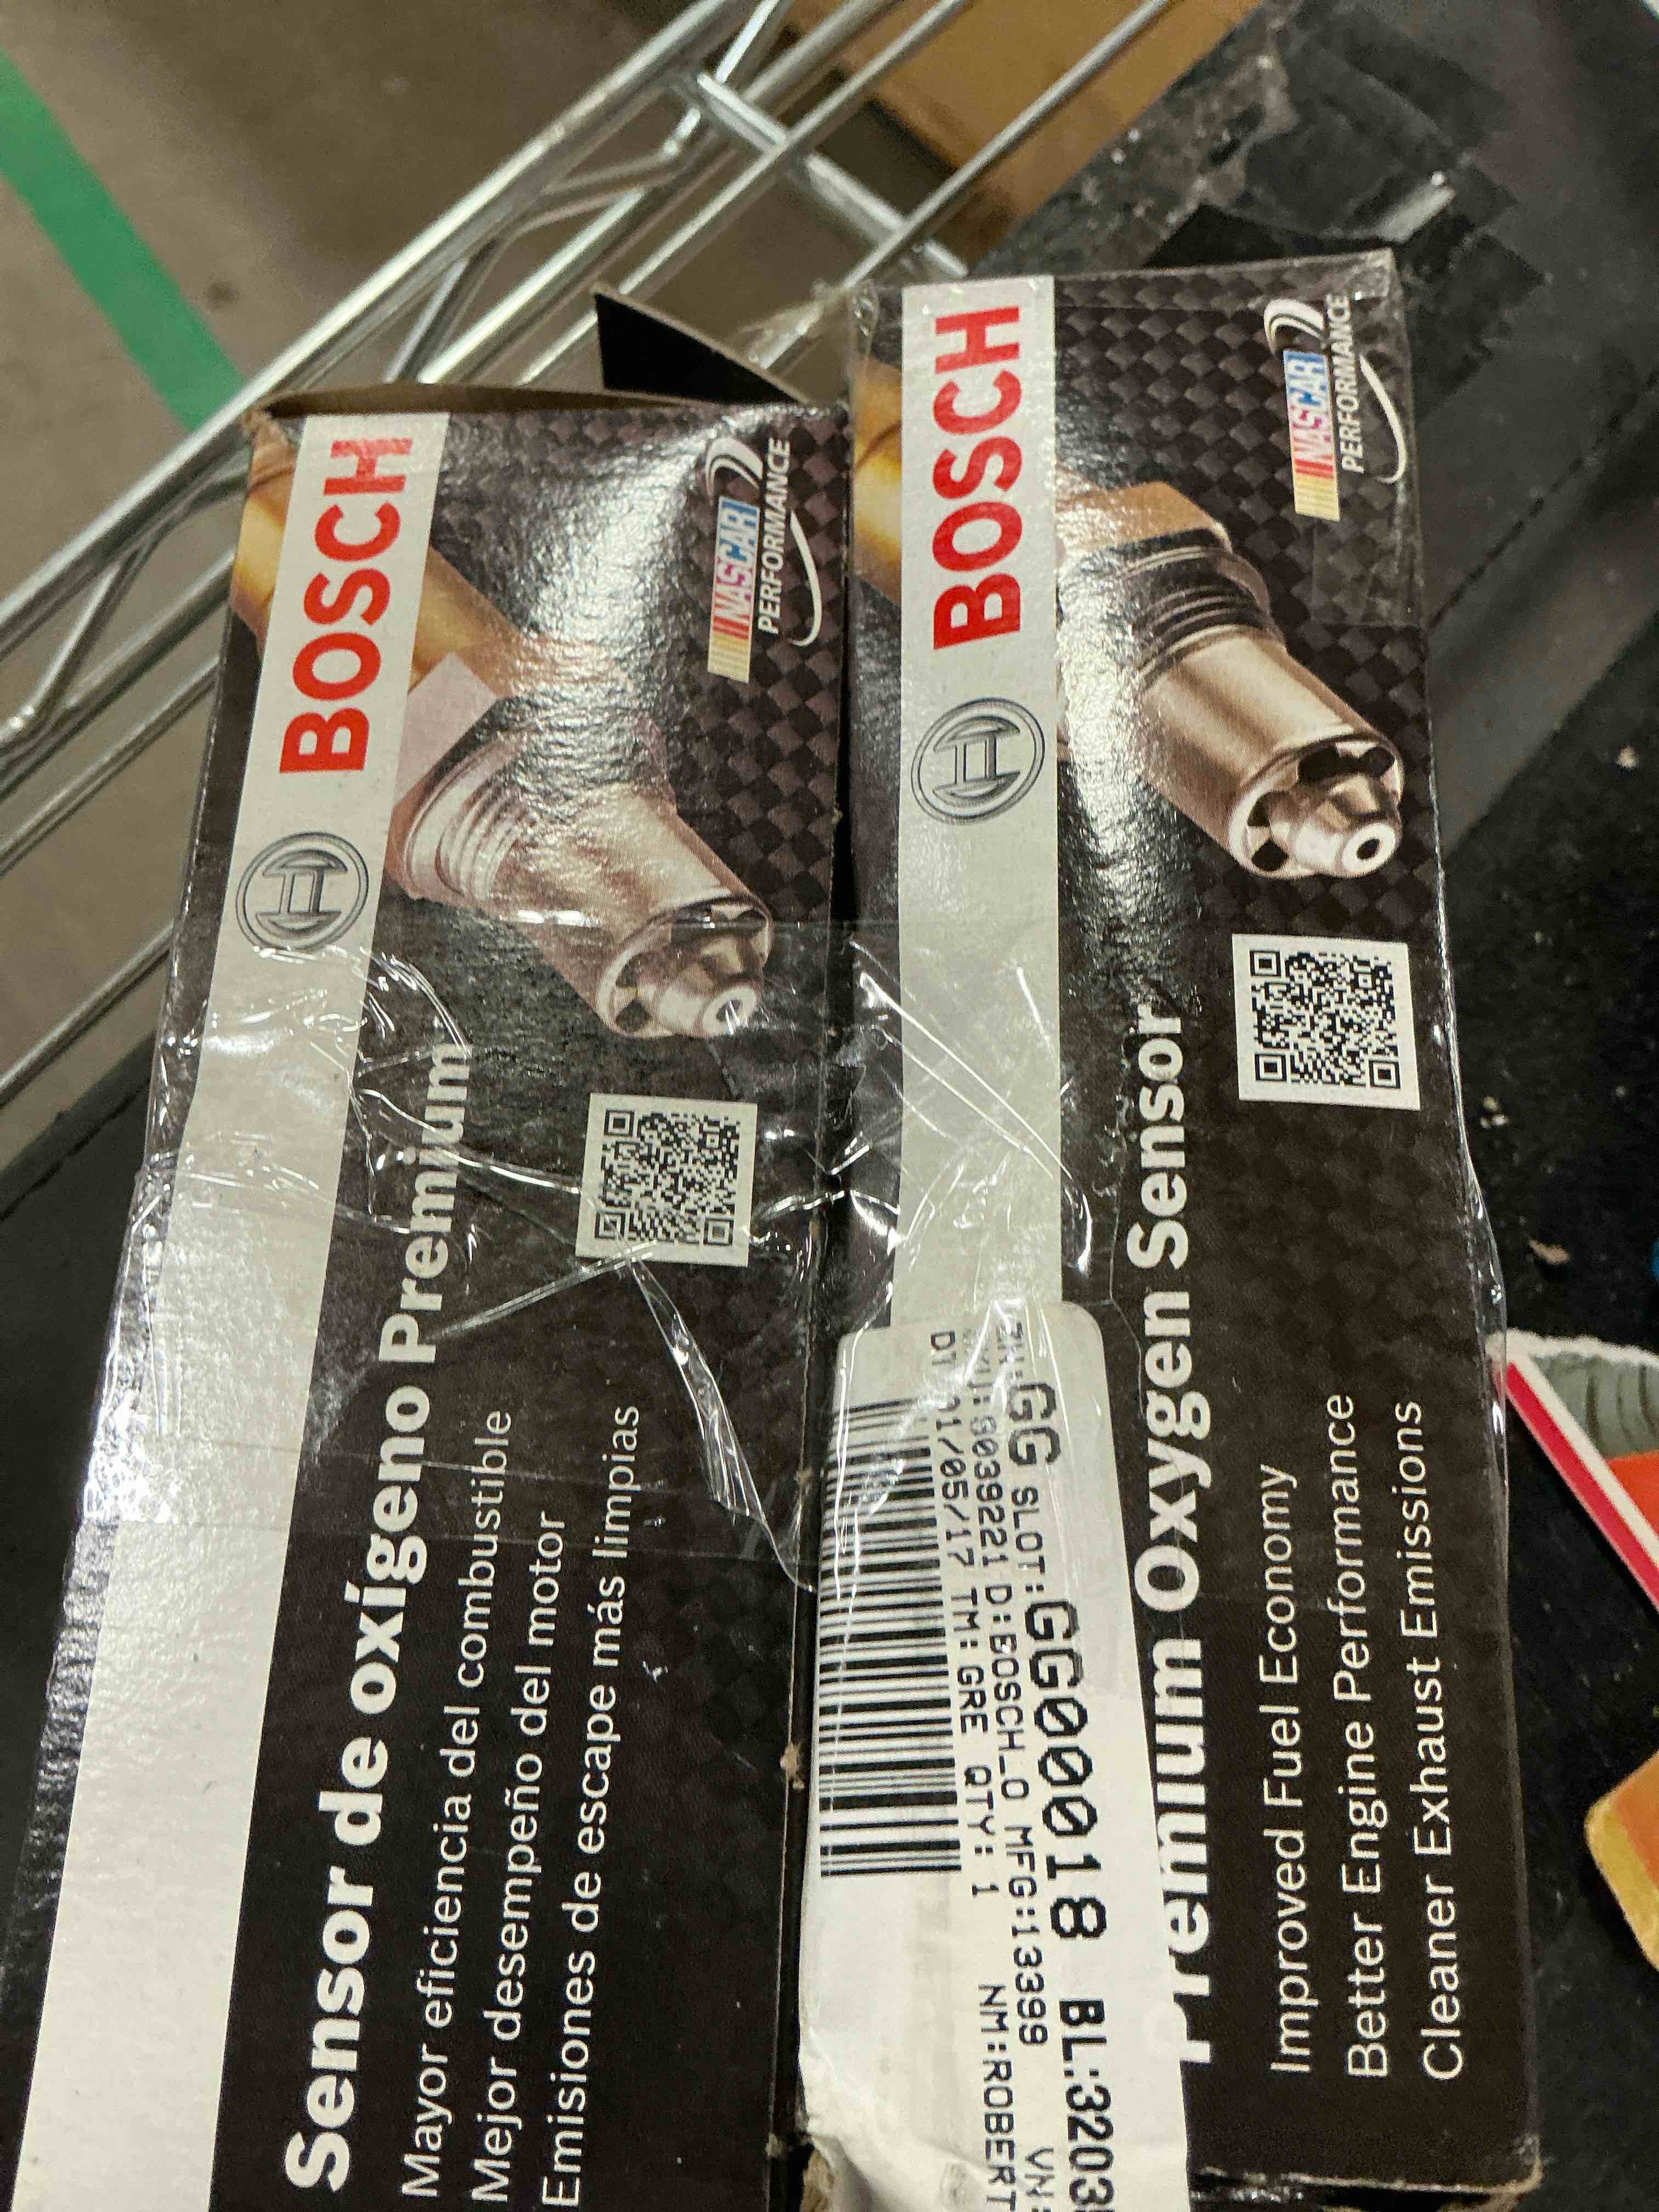 BOSCH
NASCAR
PERFORMANCE
Sensor de oxígeno Premium
Mayor eficiencia del combustible
Mejor desempeño del motor
Emisiones de escape más limpias
BOSCH
NASCAR
PERFORMANCE
Premium Oxygen Sensor
Improved Fuel Economy
Better Engine Performance
Cleaner Exhaust Emissions
GG SLOT:GG00018 BL:3203
D:BOSCH_O MFG:13399 VN:
01/05/17 TM:GRE QTY: 1 NM:ROBERT